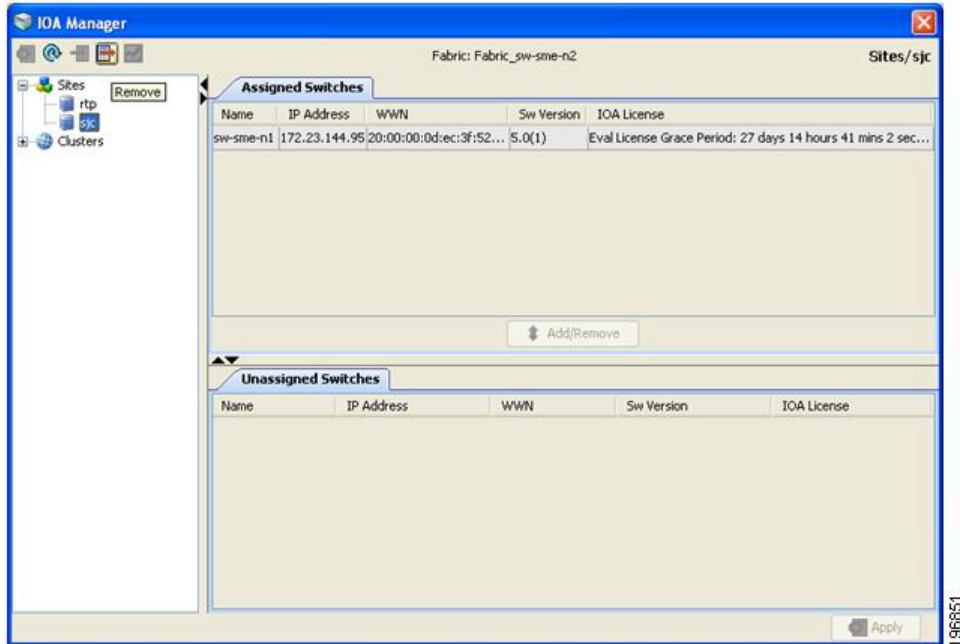 IOA Manager
Fabric: Fabric_sw-sme-n2
Sites/sjc
Sites
Remove
rtp
sjc
Clusters
Assigned Switches
Name IP Address WWN Sw Version IOA License
sw-sme-n1 172.23.144.95 20:00:00:0d:ec:3f:52... 5.0(1) Eval License Grace Period: 27 days 14 hours 41 mins 2 sec...
Add/Remove
Unassigned Switches
Name IP Address WWN Sw Version IOA License
Apply
196851